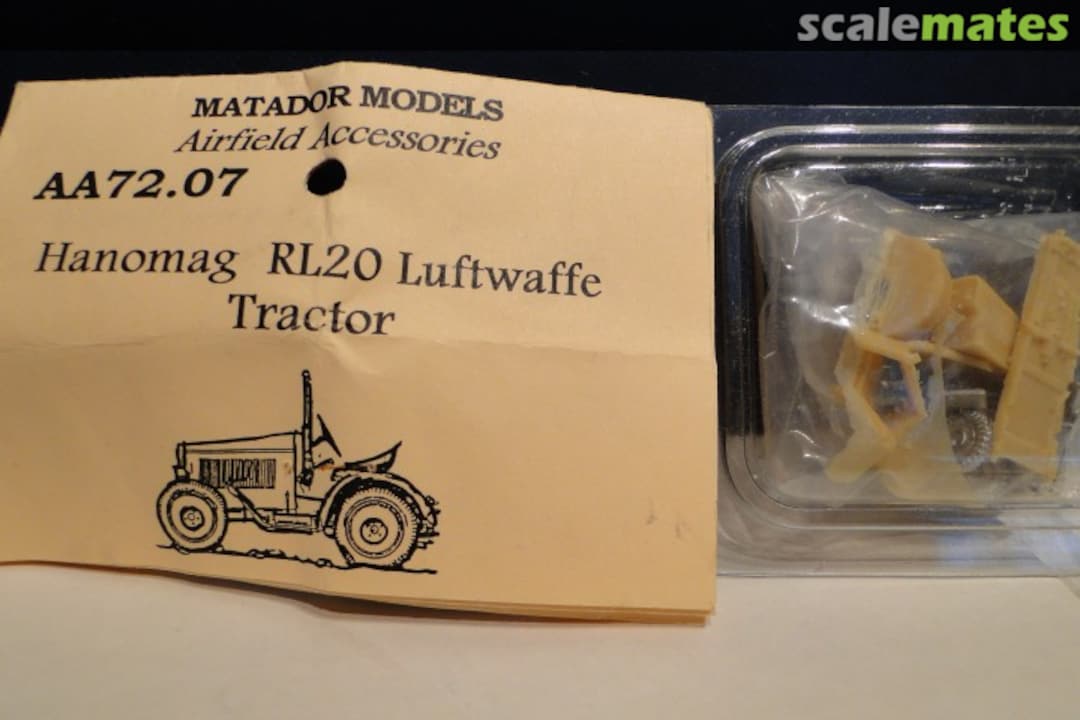 scalemates
MATADOR MODELS
Airfield Accessories
AA72.07
Hanomag RL20 Luftwaffe
Tractor